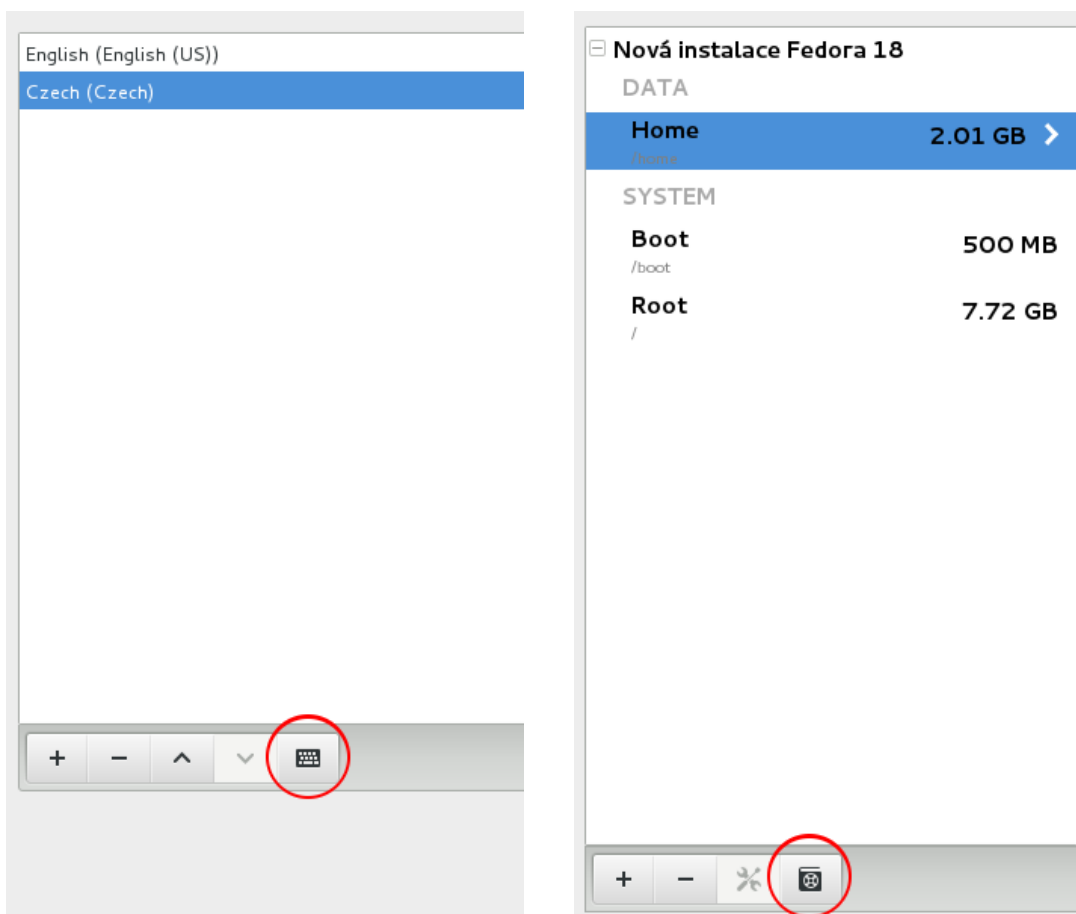 English (English (US))
Czech (Czech)
Nová instalace Fedora 18
DATA
Home 2.01 GB
/home
SYSTEM
Boot 500 MB
/boot
Root 7.72 GB
/